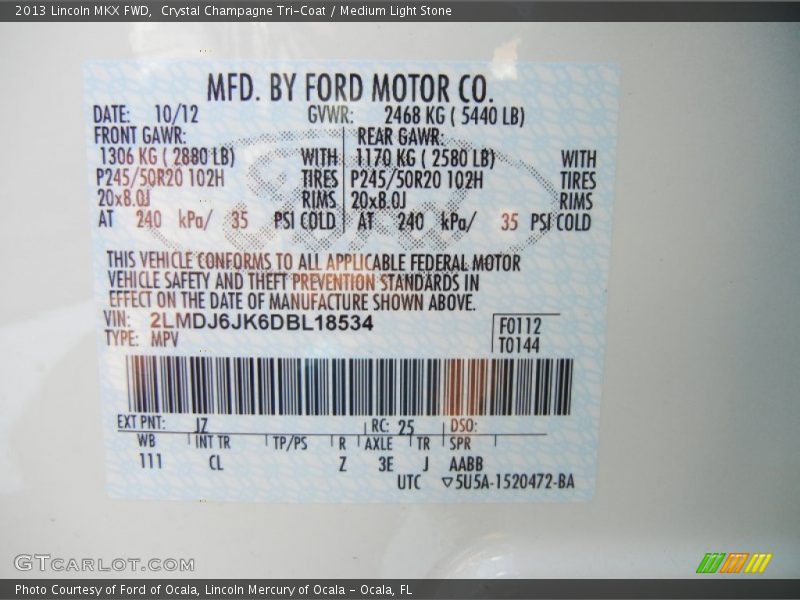 2013 Lincoln MKX FWD,  Crystal Champagne Tri-Coat / Medium Light Stone
MFD. BY FORD MOTOR CO.
DATE: 10/12 GVWR: 2468 KG ( 5440 LB)
FRONT GAWR: REAR GAWR:
1306 KG ( 2880 LB) WITH 1170 KG ( 2580 LB) WITH
P245/50R20 102H TIRES P245/50R20 102H TIRES
20x8.0J RIMS 20x8.0J RIMS
AT 240 kPa/ 35 PSI COLD AT 240 kPa/ 35 PSI COLD
Ford
THIS VEHICLE CONFORMS TO ALL APPLICABLE FEDERAL MOTOR
VEHICLE SAFETY AND THEFT PREVENTION STANDARDS IN
EFFECT ON THE DATE OF MANUFACTURE SHOWN ABOVE.
VIN: 2LMDJ6JK6DBL18534 F0112
TYPE: MPV T0144
EXT PNT: JZ RC: 25 DSO:
WB INT TR TP/PS R AXLE TR SPR
111 CL Z 3E J AABB
UTC ▽5U5A-1520472-BA
GTCARLOT.COM
Photo Courtesy of Ford of Ocala, Lincoln Mercury of Ocala - Ocala, FL